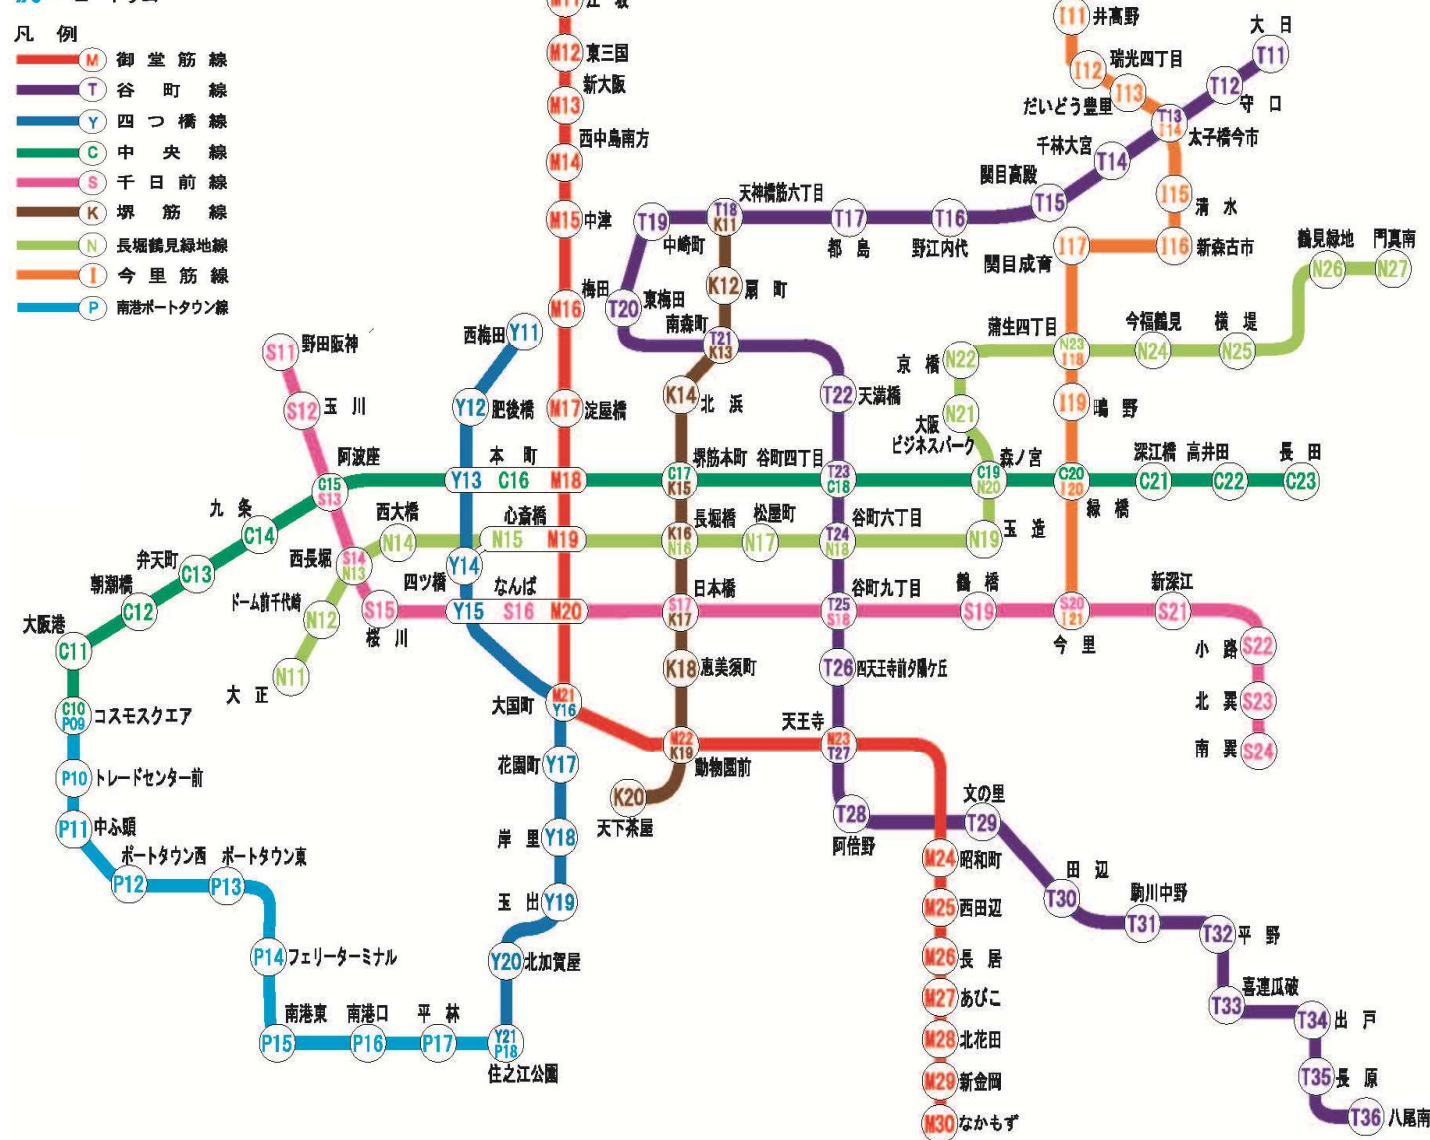 凡例
M 御堂筋線
T 谷町線
Y 四つ橋線
C 中央線
S 千日前線
K 堺筋線
N 長堀鶴見緑地線
I 今里筋線
P 南港ポートタウン線
M12 東三国
M13 新大阪
M14 西中島南方
M15 中津
M16 梅田
M17 淀屋橋
本町
Y13 C16 M18
心斎橋
N15 M19
なんば
Y15 S16 M20
大国町 M21 Y16
M22 K19 動物園前
天王寺 M23 T27
M24 昭和町
M25 西田辺
M26 長居
M27 あびこ
M28 北花田
M29 新金岡
M30 なかもず
T11 大日
T12 守口
T13 I14 太子橋今市
T14 千林大宮
T15 関目高殿
T16 野江内代
T17 都島
T18 K11 天神橋筋六丁目
T19 中崎町
T20 東梅田
T21 K13 南森町
T22 天満橋
T23 C18 谷町四丁目
T24 N18 谷町六丁目
T25 S18 谷町九丁目
T26 四天王寺前夕陽ケ丘
T28 阿倍野
T29 文の里
T30 田辺
T31 駒川中野
T32 平野
T33 喜連瓜破
T34 出戸
T35 長原
T36 八尾南
西梅田 Y11
Y12 肥後橋
Y14 四ツ橋
花園町 Y17
岸里 Y18
玉出 Y19
Y20 北加賀屋
Y21 P18 住之江公園
C10 P09 コスモスクエア
大阪港 C11
朝潮橋 C12
弁天町 C13
九条 C14
阿波座 C15 S13
C17 K15 堺筋本町
C19 N20 森ノ宮
C20 I20 緑橋
深江橋 C21
高井田 C22
長田 C23
S11 野田阪神
S12 玉川
西長堀 S14 N13
S15 桜川
S17 K17 日本橋
鶴橋 S19
S20 I21 今里
新深江 S21
小路 S22
北巽 S23
南巽 S24
K12 扇町
K14 北浜
K16 N16 長堀橋
K18 恵美須町
K20 天下茶屋
N11 大正
ドーム前千代崎 N12
西大橋 N14
松屋町 N17
N19 玉造
N21 大阪
ビジネスパーク
京橋 N22
蒲生四丁目 N23 I18
今福鶴見 N24
横堤 N25
鶴見緑地 N26
門真南 N27
I11 井高野
I12 瑞光四丁目
I13 だいどう豊里
I15 清水
I16 新森古市
I17 関目成育
I19 鴫野
P10 トレードセンター前
P11 中ふ頭
P12 ポートタウン西
P13 ポートタウン東
P14 フェリーターミナル
P15 南港東
P16 南港口
P17 平林